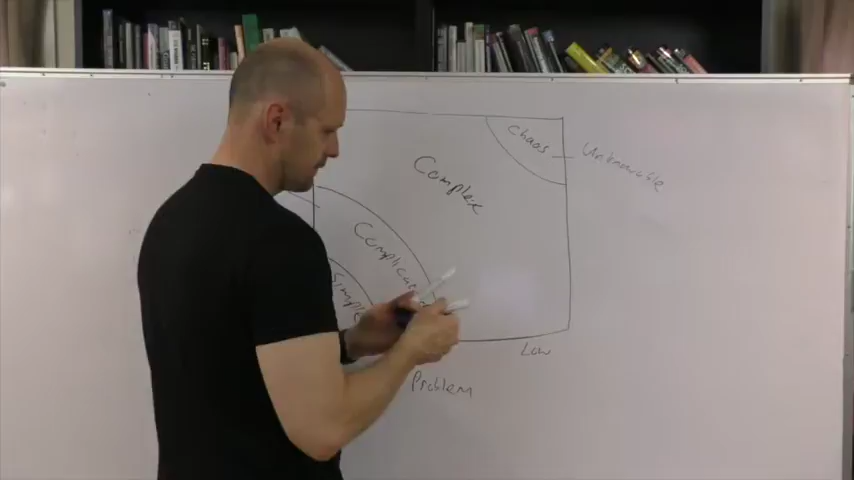 Chaos
Unknowable
Complex
Complicated
Simple
Low
Problem